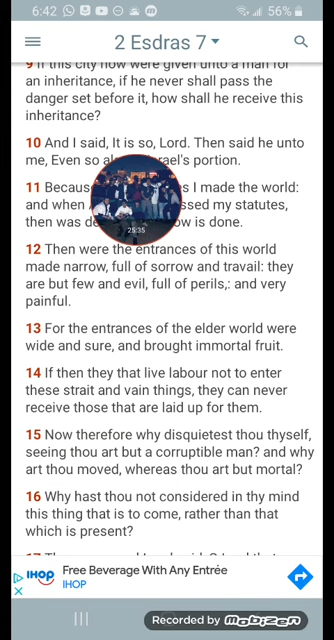 6:42
56%
2 Esdras 7
9 If this city now were given unto a man for
an inheritance, if he never shall pass the
danger set before it, how shall he receive this
inheritance?
10 And I said, It is so, Lord. Then said he unto
me, Even so al rael's portion.
11 Becaus s I made the world:
and when ssed my statutes,
then was de ow is done.
25:35
12 Then were the entrances of this world
made narrow, full of sorrow and travail: they
are but few and evil, full of perils,: and very
painful.
13 For the entrances of the elder world were
wide and sure, and brought immortal fruit.
14 If then they that live labour not to enter
these strait and vain things, they can never
receive those that are laid up for them.
15 Now therefore why disquietest thou thyself,
seeing thou art but a corruptible man? and why
art thou moved, whereas thou art but mortal?
16 Why hast thou not considered in thy mind
this thing that is to come, rather than that
which is present?
IHOP Free Beverage With Any Entrée
IHOP
Recorded by mobizen